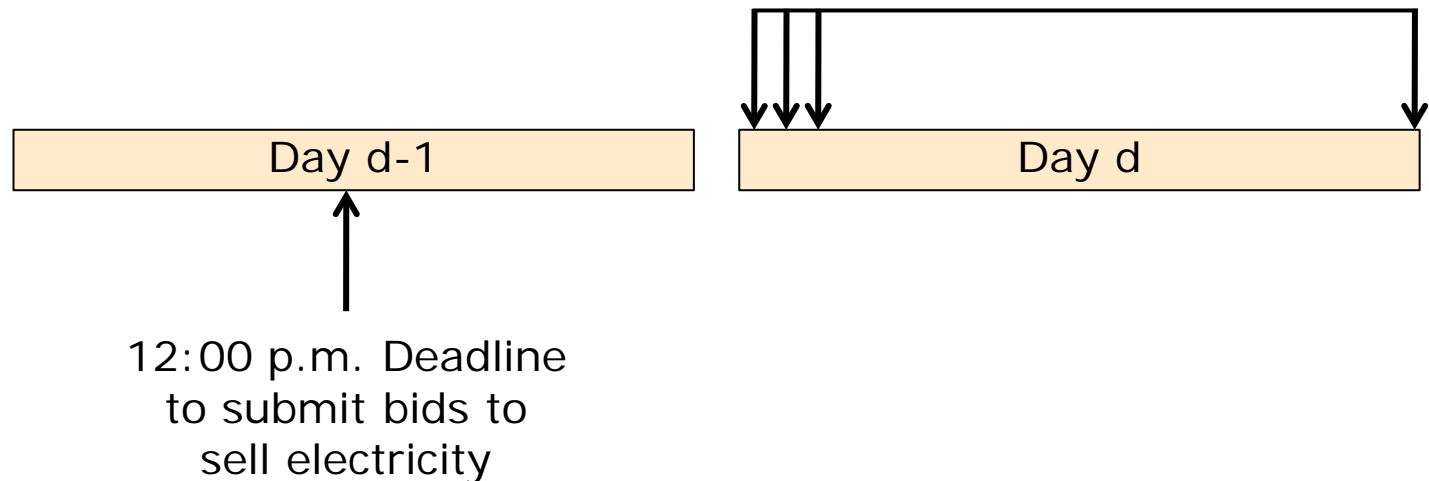 Day d-1
Day d
12:00 p.m. Deadline
to submit bids to
sell electricity